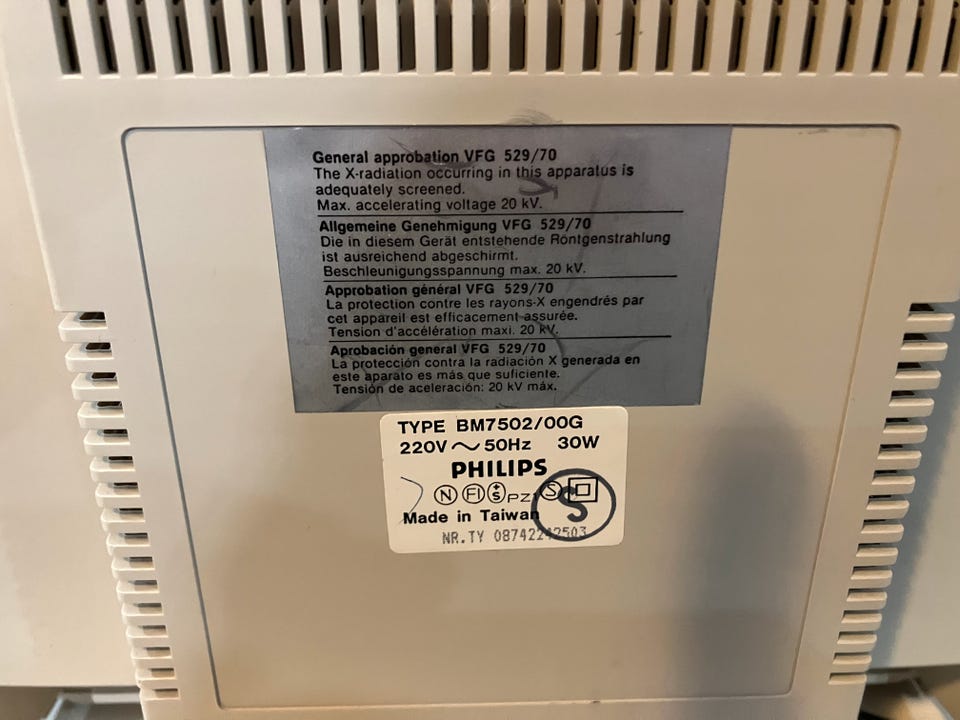 General approbation VFG 529/70
The X-radiation occurring in this apparatus is
adequately screened.
Max. accelerating voltage 20 kV.
Allgemeine Genehmigung VFG 529/70
Die in diesem Gerät entstehende Röntgenstrahlung
ist ausreichend abgeschirmt.
Beschleunigungsspannung max. 20 kV.
Approbation général VFG 529/70
La protection contre les rayons-X engendrés par
cet appareil est efficacement assurée.
Tension d'accélération maxi. 20 kV.
Aprobación general VFG 529/70
La protección contra la radiación X generada en
este aparato es más que suficiente.
Tensión de aceleración: 20 kV máx.
TYPE BM7502/00G
220V ~ 50Hz 30W
PHILIPS
N FI S PZ1 S
S
Made in Taiwan
NR.TY